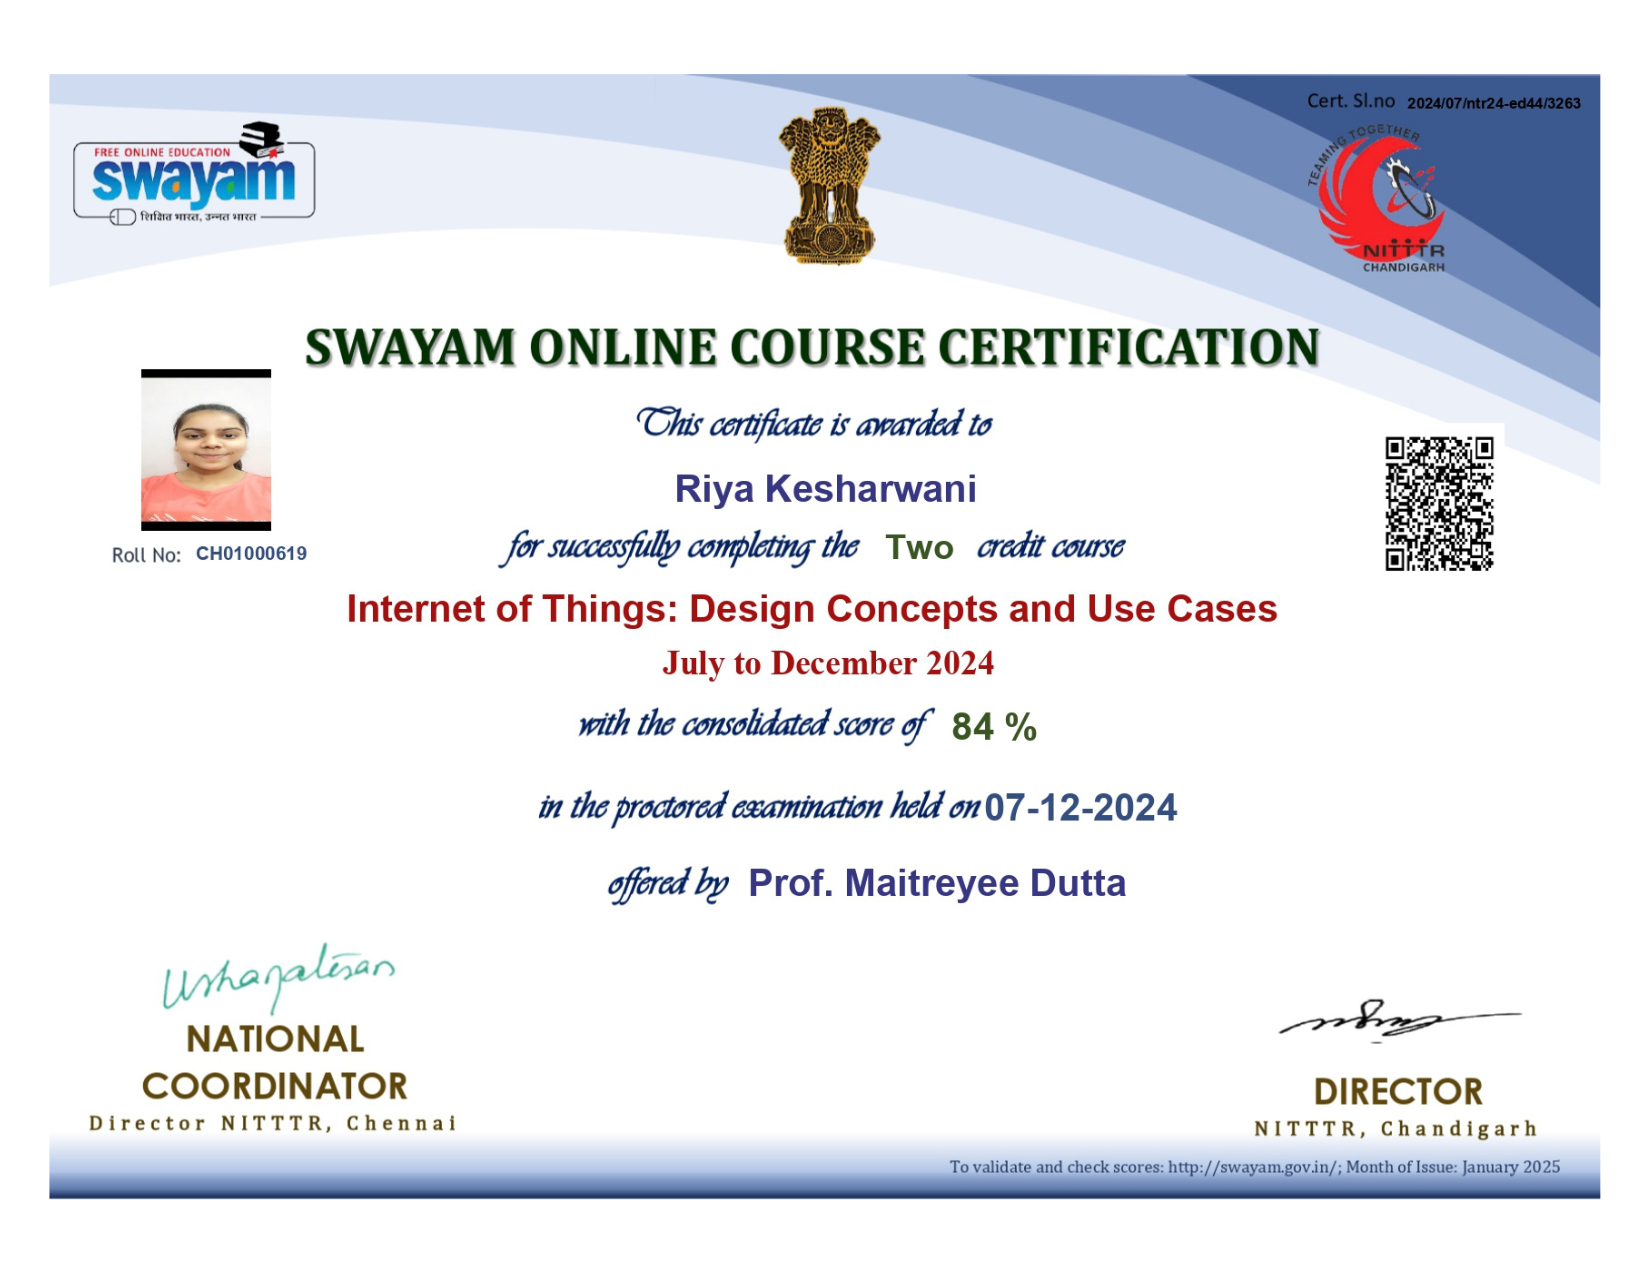 Cert. Sl.no 2024/07/ntr24-ed44/3263
FREE ONLINE EDUCATION
swayam
शिक्षित भारत, उन्नत भारत
TEAMING TOGETHER
NITTTR
CHANDIGARH
SWAYAM ONLINE COURSE CERTIFICATION
This certificate is awarded to
Riya Kesharwani
for successfully completing the Two credit course
Roll No: CH01000619
Internet of Things: Design Concepts and Use Cases
July to December 2024
with the consolidated score of 84 %
in the proctored examination held on 07-12-2024
offered by Prof. Maitreyee Dutta
NATIONAL
COORDINATOR
Director NITTTR, Chennai
DIRECTOR
NITTTR, Chandigarh
To validate and check scores: http://swayam.gov.in/; Month of Issue: January 2025